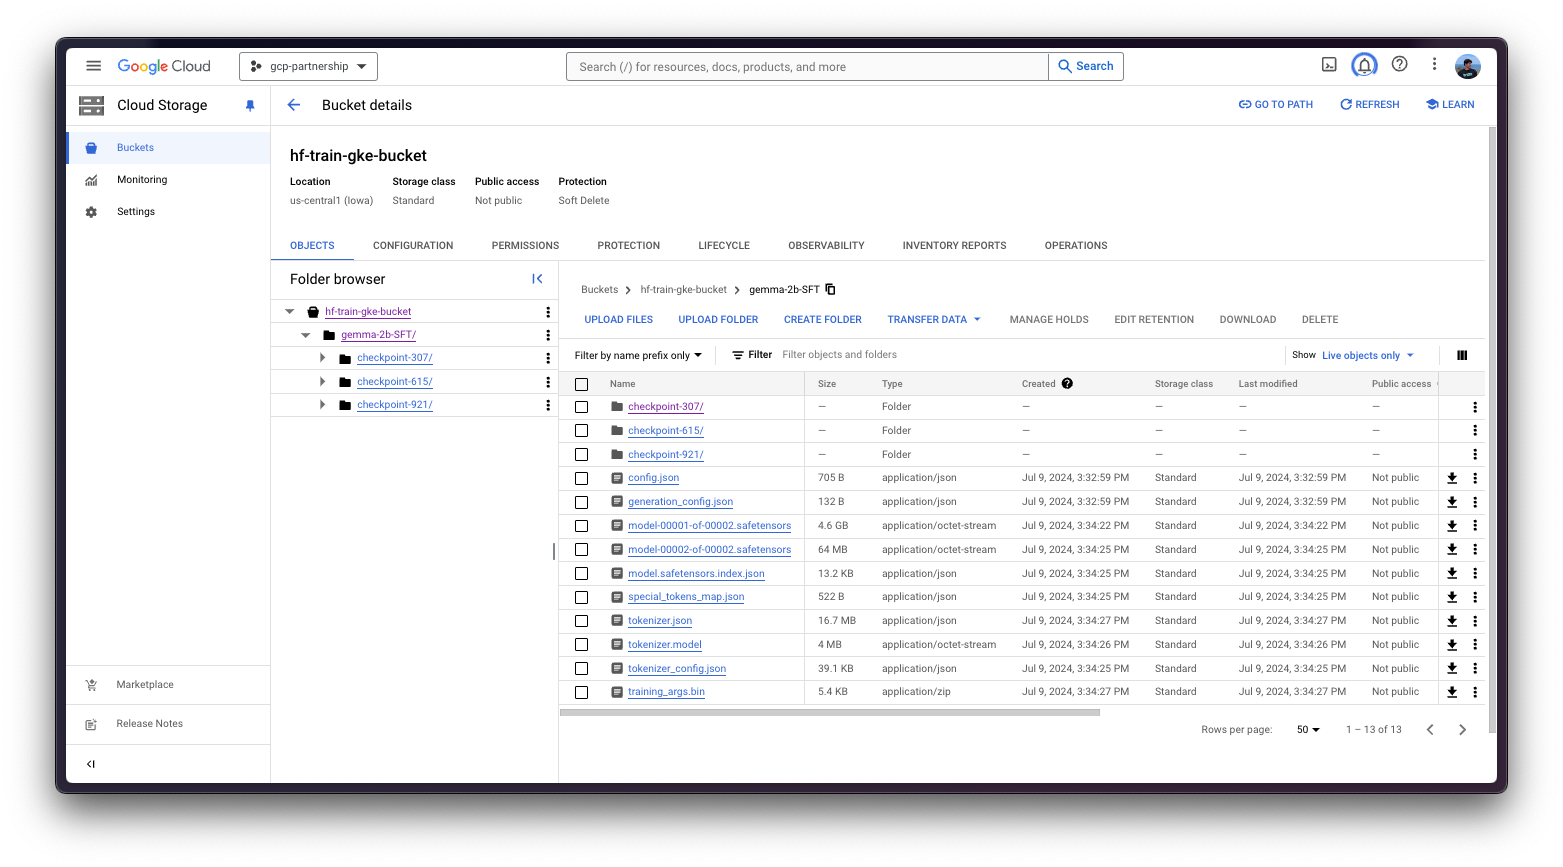 Google Cloud
gcp-partnership
Search (/) for resources, docs, products, and more
Search
Cloud Storage
Bucket details
GO TO PATH
REFRESH
LEARN
Buckets
Monitoring
Settings
Marketplace
Release Notes
hf-train-gke-bucket
Location Storage class Public access Protection
us-central1 (Iowa) Standard Not public Soft Delete
OBJECTS CONFIGURATION PERMISSIONS PROTECTION LIFECYCLE OBSERVABILITY INVENTORY REPORTS OPERATIONS
Folder browser
hf-train-gke-bucket
gemma-2b-SFT/
checkpoint-307/
checkpoint-615/
checkpoint-921/
Buckets > hf-train-gke-bucket > gemma-2b-SFT
UPLOAD FILES UPLOAD FOLDER CREATE FOLDER TRANSFER DATA MANAGE HOLDS EDIT RETENTION DOWNLOAD DELETE
Filter by name prefix only Filter Filter objects and folders Show Live objects only
Name Size Type Created Storage class Last modified Public access
checkpoint-307/ — Folder — — — —
checkpoint-615/ — Folder — — — —
checkpoint-921/ — Folder — — — —
config.json 705 B application/json Jul 9, 2024, 3:32:59 PM Standard Jul 9, 2024, 3:32:59 PM Not public
generation_config.json 132 B application/json Jul 9, 2024, 3:32:59 PM Standard Jul 9, 2024, 3:32:59 PM Not public
model-00001-of-00002.safetensors 4.6 GB application/octet-stream Jul 9, 2024, 3:34:22 PM Standard Jul 9, 2024, 3:34:22 PM Not public
model-00002-of-00002.safetensors 64 MB application/octet-stream Jul 9, 2024, 3:34:25 PM Standard Jul 9, 2024, 3:34:25 PM Not public
model.safetensors.index.json 13.2 KB application/json Jul 9, 2024, 3:34:25 PM Standard Jul 9, 2024, 3:34:25 PM Not public
special_tokens_map.json 522 B application/json Jul 9, 2024, 3:34:25 PM Standard Jul 9, 2024, 3:34:25 PM Not public
tokenizer.json 16.7 MB application/json Jul 9, 2024, 3:34:27 PM Standard Jul 9, 2024, 3:34:27 PM Not public
tokenizer.model 4 MB application/octet-stream Jul 9, 2024, 3:34:26 PM Standard Jul 9, 2024, 3:34:26 PM Not public
tokenizer_config.json 39.1 KB application/json Jul 9, 2024, 3:34:25 PM Standard Jul 9, 2024, 3:34:25 PM Not public
training_args.bin 5.4 KB application/zip Jul 9, 2024, 3:34:27 PM Standard Jul 9, 2024, 3:34:27 PM Not public
Rows per page: 50 1 – 13 of 13